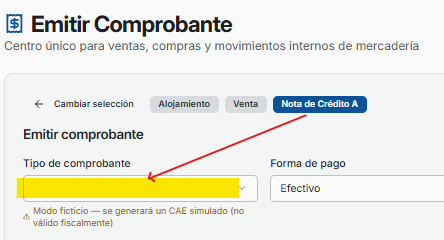 Emitir Comprobante
Centro único para ventas, compras y movimientos internos de mercadería
Cambiar selección Alojamiento Venta Nota de Crédito A
Emitir comprobante
Tipo de comprobante Forma de pago
Efectivo
Modo ficticio — se generará un CAE simulado (no
válido fiscalmente)